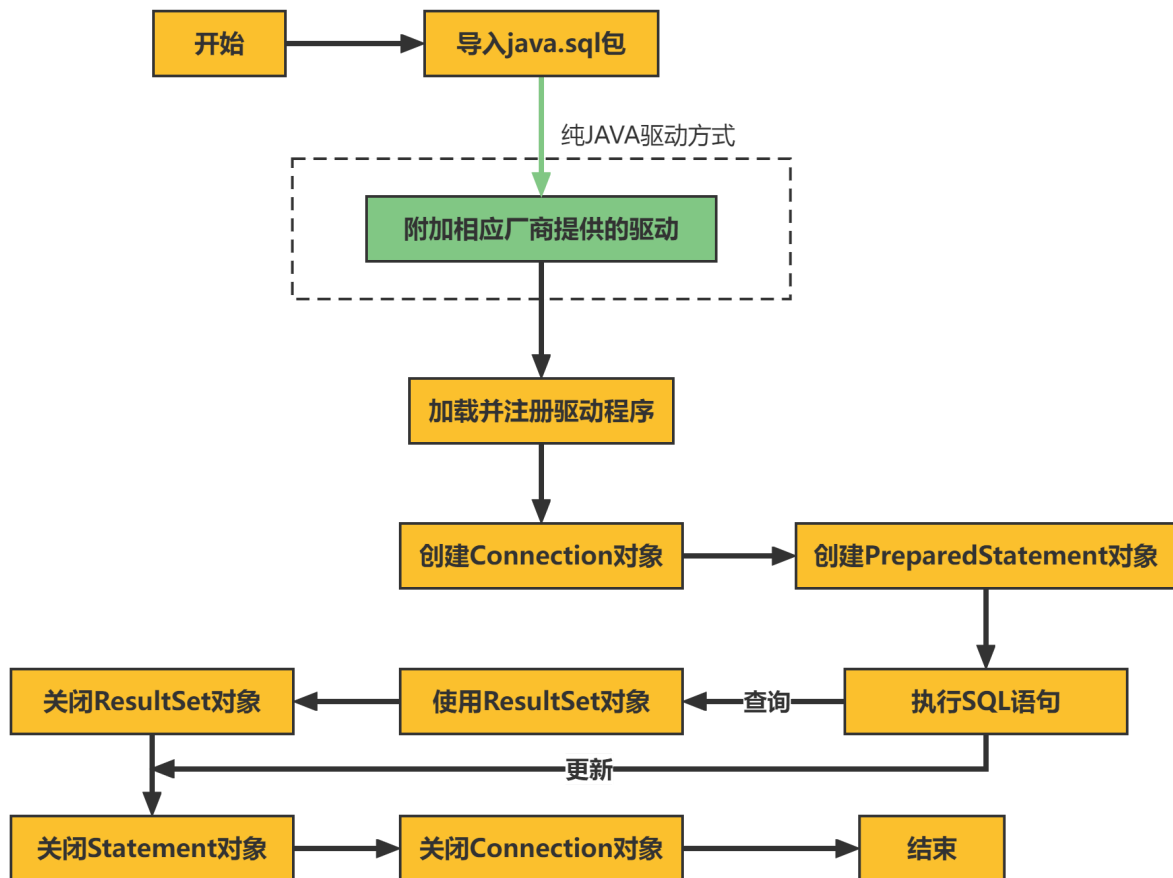 开始
导入java.sql包
纯JAVA驱动方式
附加相应厂商提供的驱动
加载并注册驱动程序
创建Connection对象
创建PreparedStatement对象
执行SQL语句
查询
使用ResultSet对象
关闭ResultSet对象
更新
关闭Statement对象
关闭Connection对象
结束